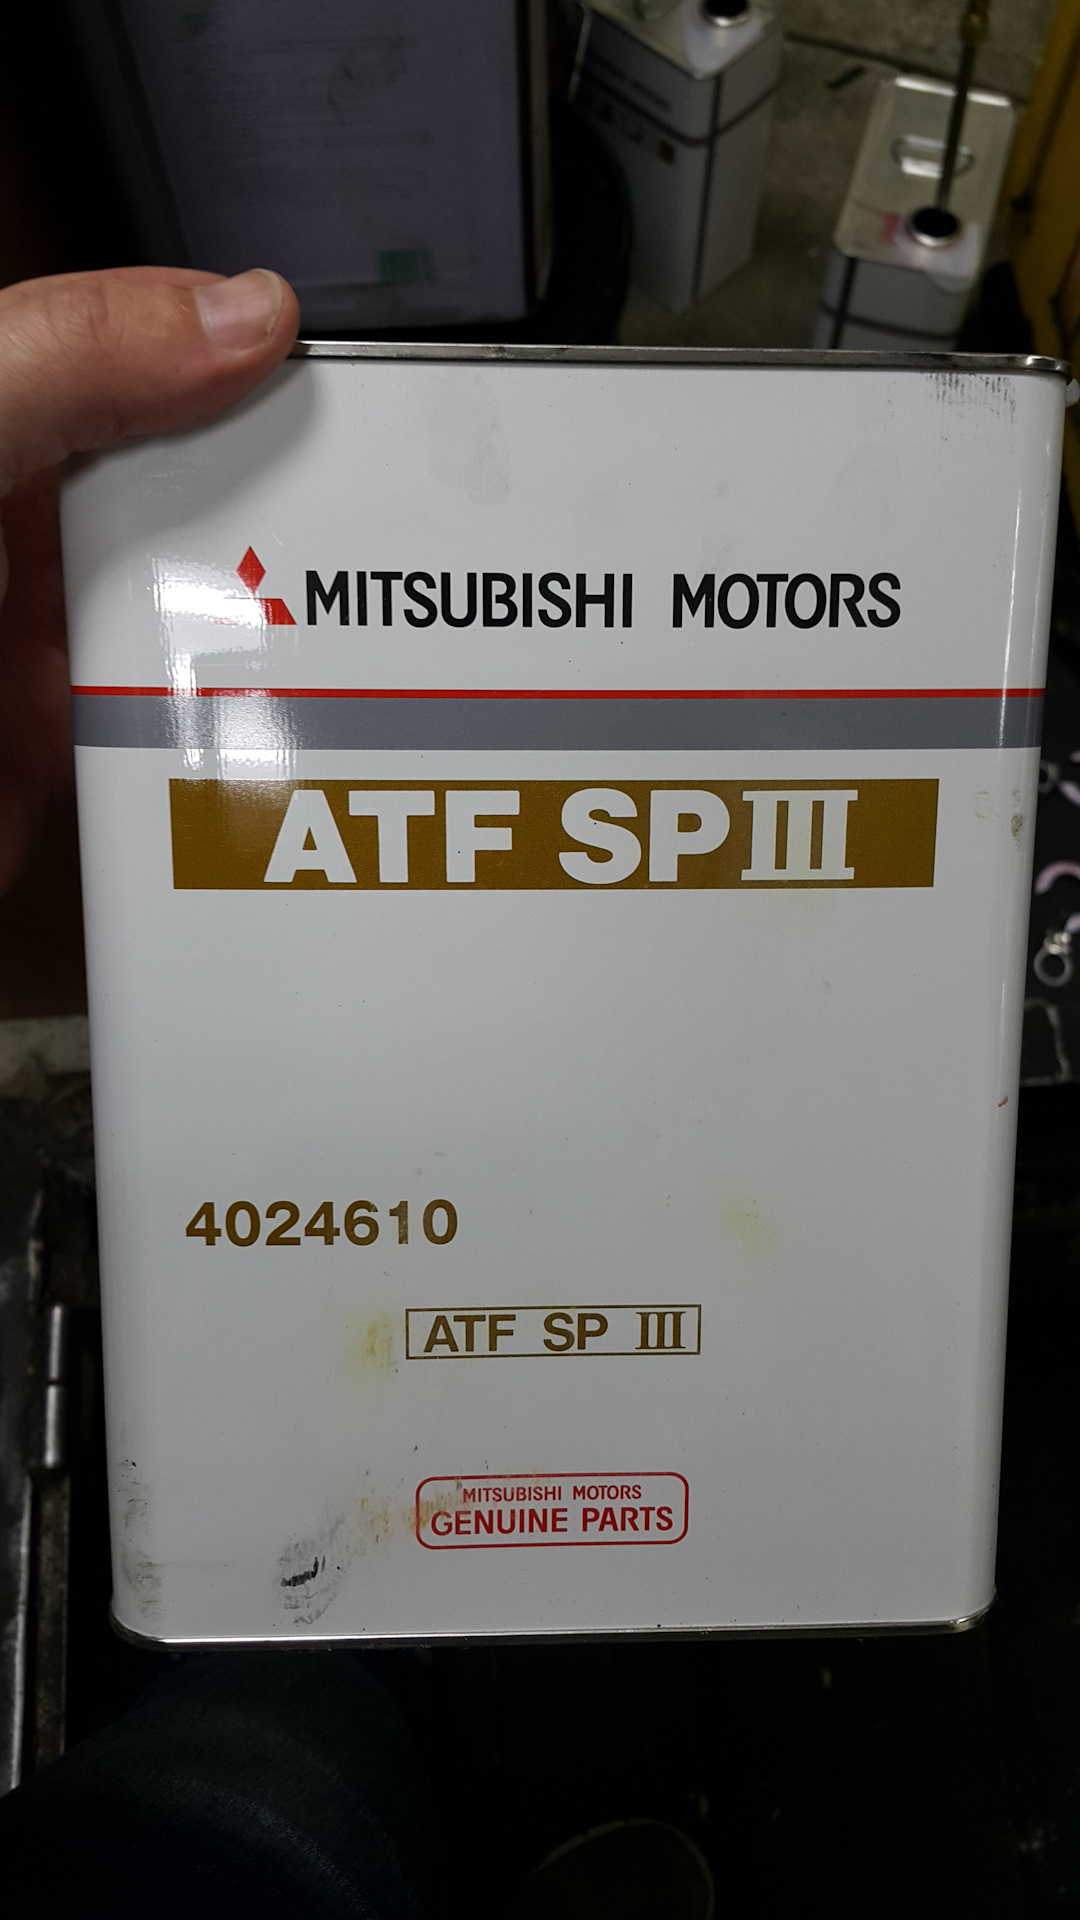 MITSUBISHI MOTORS
ATF SPIII
4024610
ATF SP III
MITSUBISHI MOTORS
GENUINE PARTS